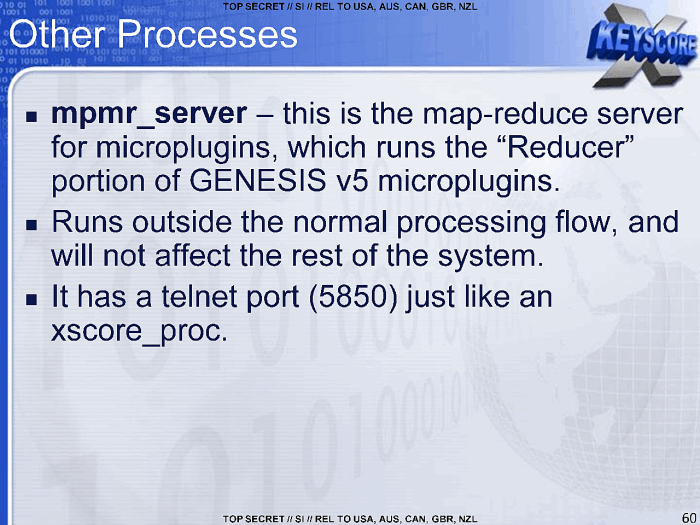 TOP SECRET // SI // REL TO USA, AUS, CAN, GBR, NZL
Other Processes
X
KEYSCORE
▪ mpmr_server – this is the map-reduce server
for microplugins, which runs the “Reducer”
portion of GENESIS v5 microplugins.
▪ Runs outside the normal processing flow, and
will not affect the rest of the system.
▪ It has a telnet port (5850) just like an
xscore_proc.
TOP SECRET // SI // REL TO USA, AUS, CAN, GBR, NZL
60